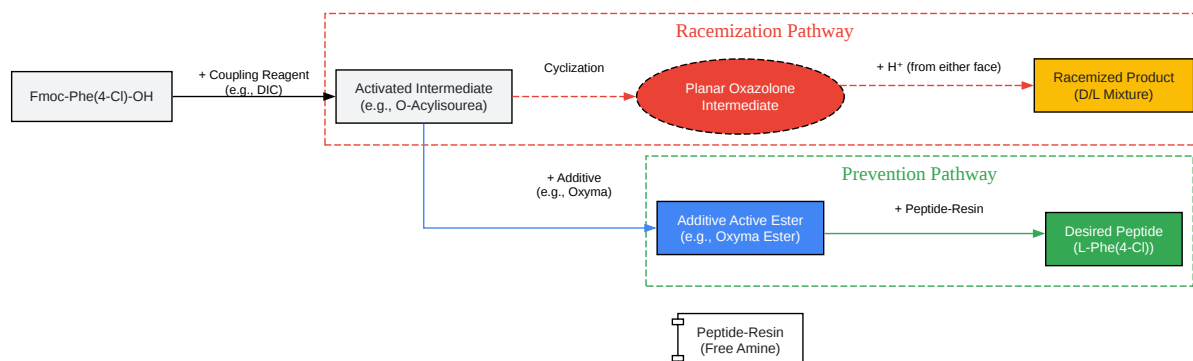 Racemization Pathway
+ Coupling Reagent
(e.g., DIC)
Cyclization
+ H⁺ (from either face)
Fmoc-Phe(4-Cl)-OH
Activated Intermediate
(e.g., O-Acylisourea)
Planar Oxazolone
Intermediate
Racemized Product
(D/L Mixture)
Prevention Pathway
+ Additive
(e.g., Oxyma)
+ Peptide-Resin
Additive Active Ester
(e.g., Oxyma Ester)
Desired Peptide
(L-Phe(4-Cl))
Peptide-Resin
(Free Amine)